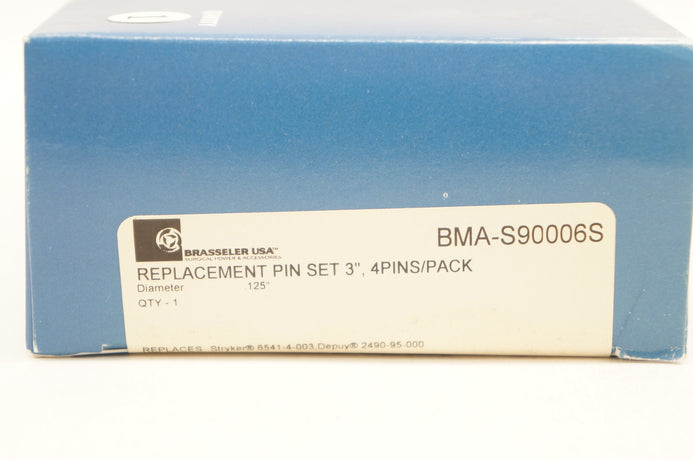 BRASSELER USA™
SURGICAL POWER & ACCESSORIES
BMA-S90006S
REPLACEMENT PIN SET 3", 4PINS/PACK
Diameter .125"
QTY - 1
REPLACES Stryker® 6541-4-003,Depuy® 2490-95-000